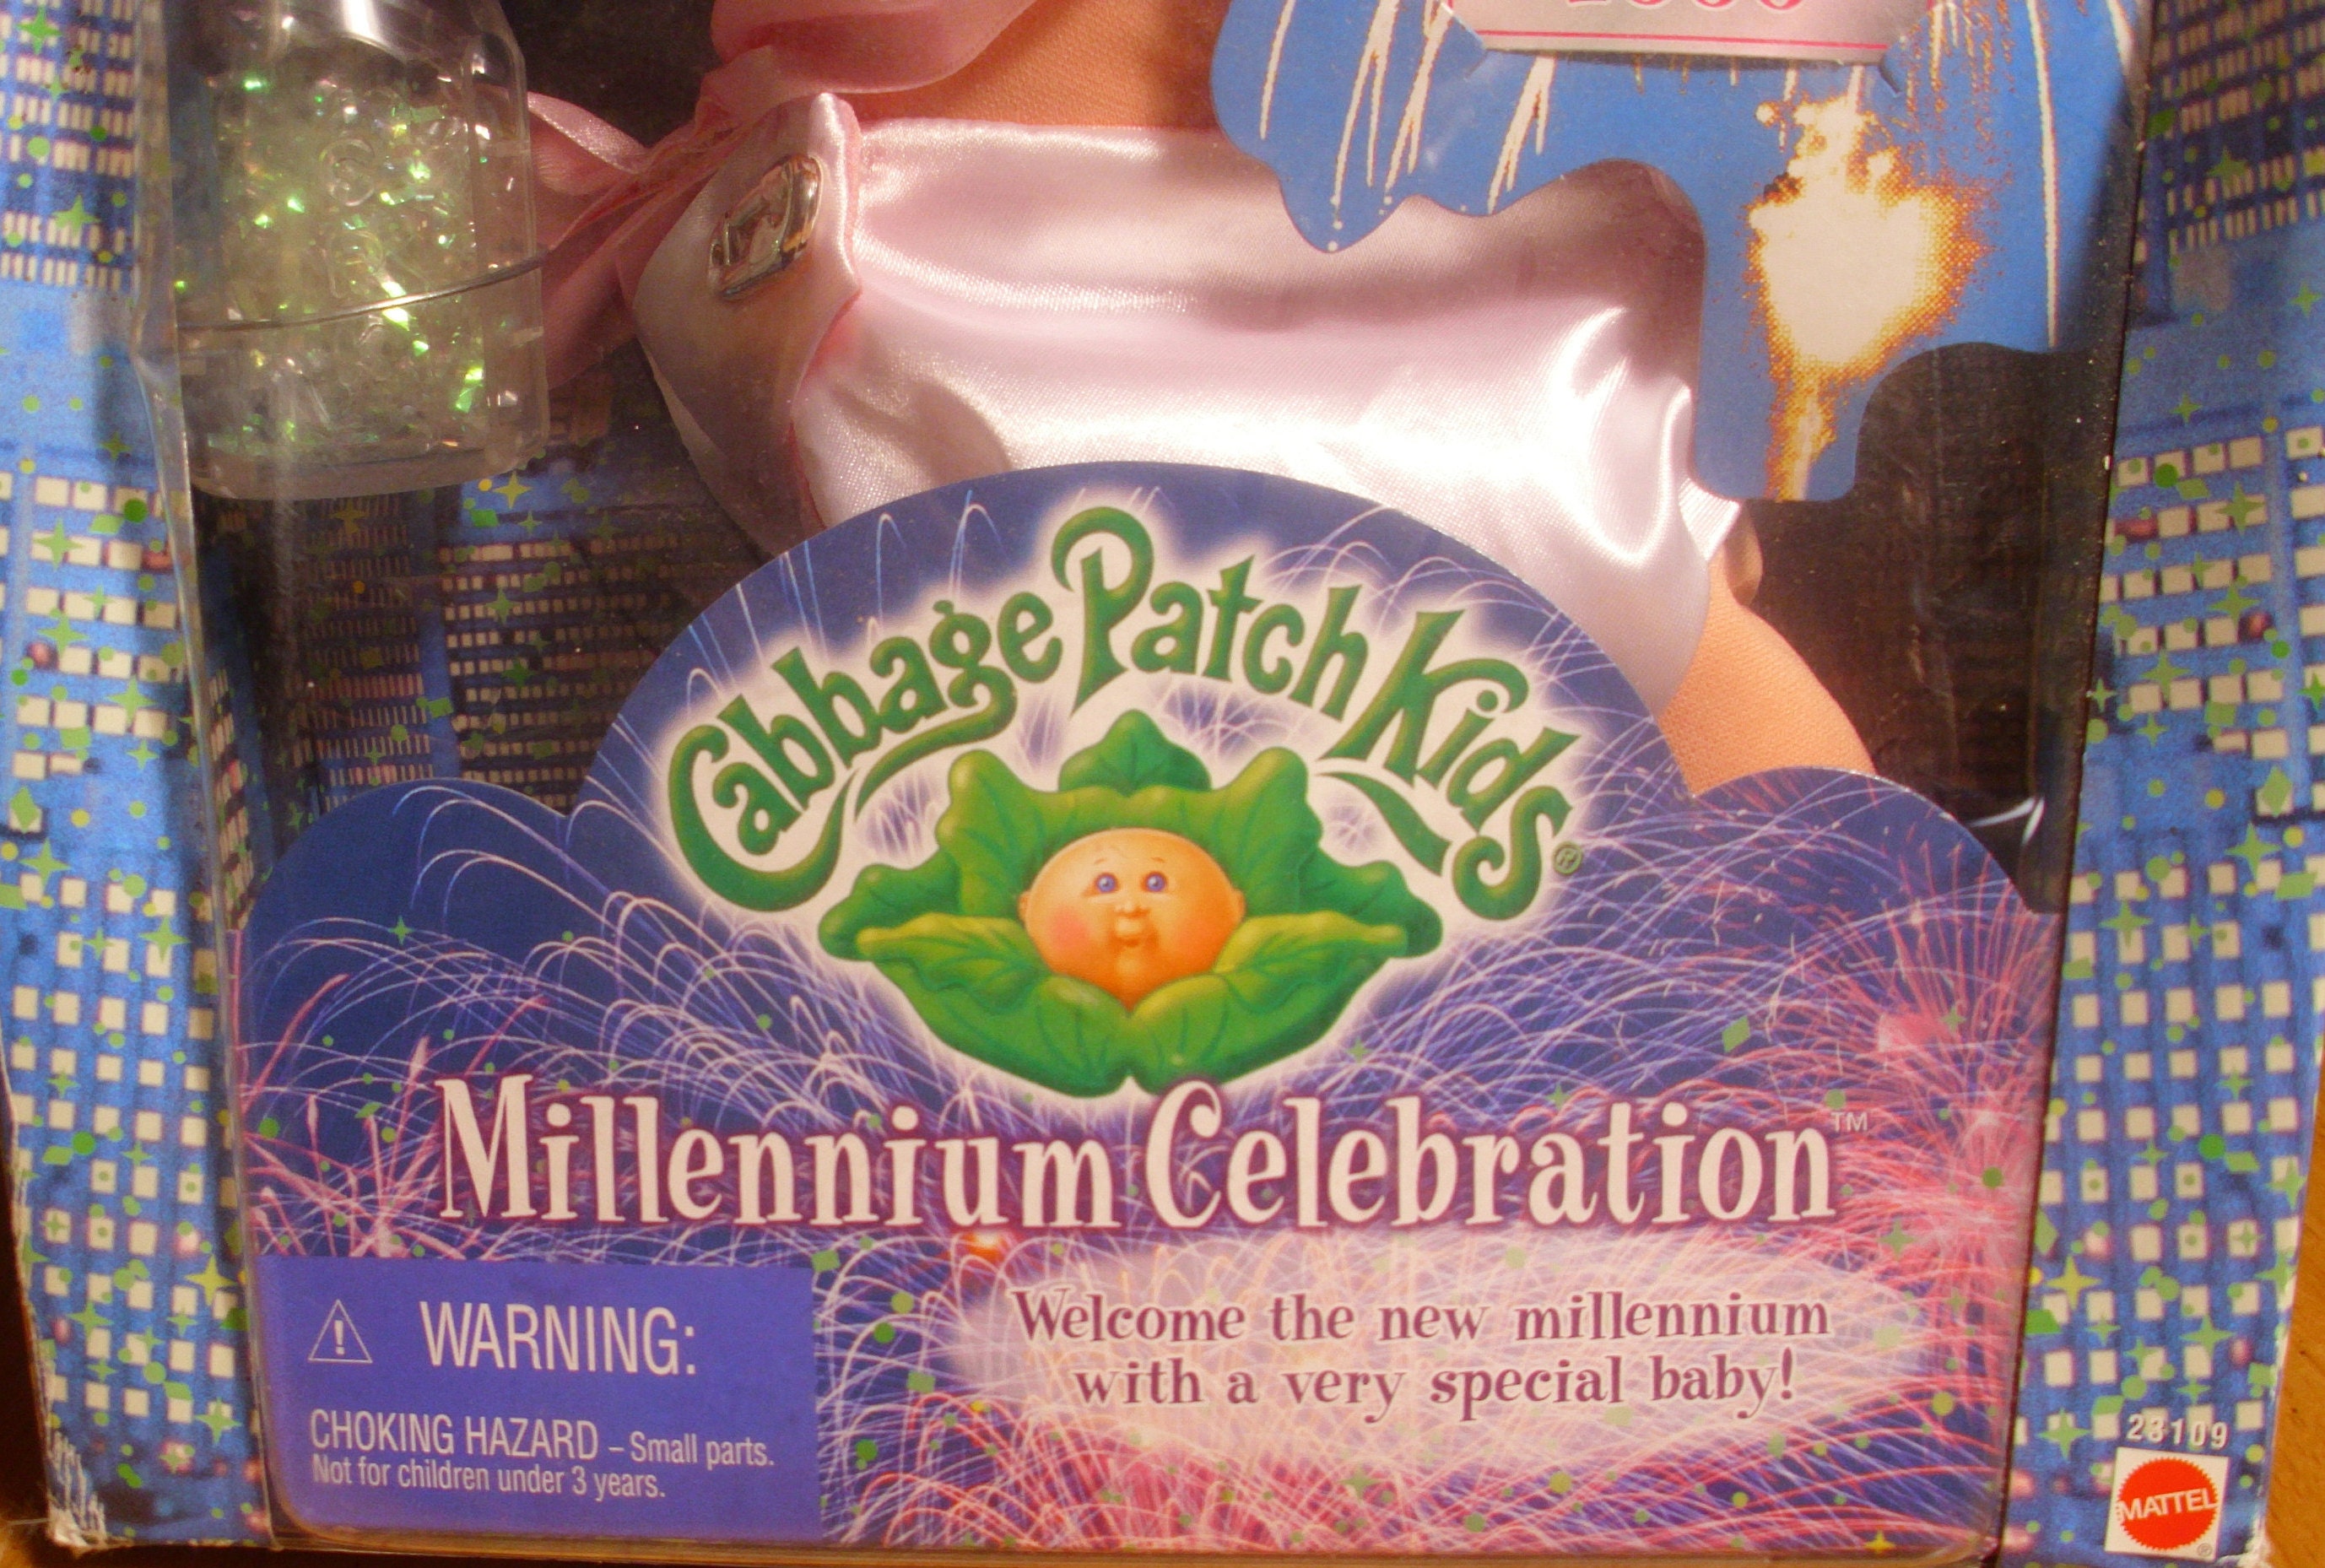 Cabbage Patch Kids®
Millennium Celebration™
⚠ WARNING:
CHOKING HAZARD – Small parts.
Not for children under 3 years.
Welcome the new millennium
with a very special baby!
23109
MATTEL
®